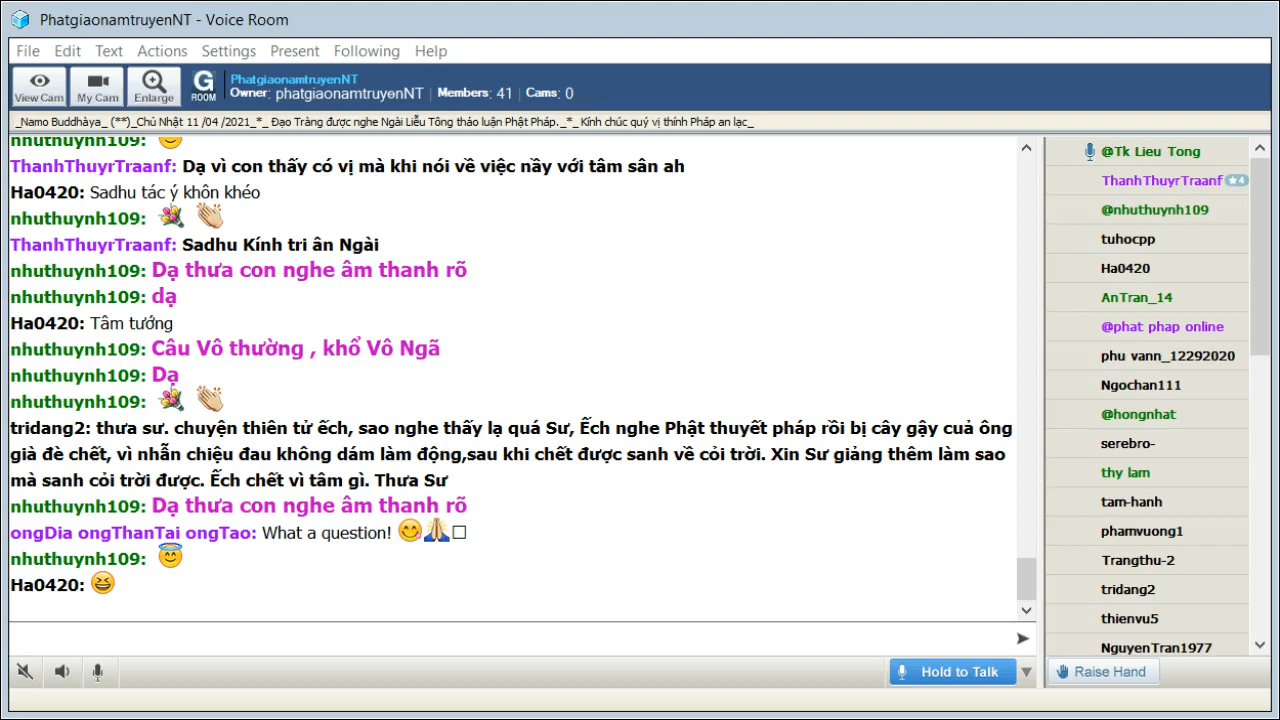 PhatgiaonamtruyenNT - Voice Room
File Edit Text Actions Settings Present Following Help
View Cam My Cam Enlarge G ROOM
PhatgiaonamtruyenNT
Owner: phatgiaonamtruyenNT | Members: 41 | Cams: 0
_Namo Buddhàya_ (**)_Chủ Nhật 11 /04 /2021_*_ Đạo Tràng được nghe Ngài Liễu Tông thảo luận Phật Pháp._*_ Kính chúc quý vị thính Pháp an lạc_
nhuthuynh109:
ThanhThuyrTraanf: Dạ vì con thấy có vị mà khi nói về việc nầy với tâm sân ah
Ha0420: Sadhu tác ý khôn khéo
nhuthuynh109:
ThanhThuyrTraanf: Sadhu Kính tri ân Ngài
nhuthuynh109: Dạ thưa con nghe âm thanh rõ
nhuthuynh109: dạ
Ha0420: Tâm tướng
nhuthuynh109: Câu Vô thường , khổ Vô Ngã
nhuthuynh109: Dạ
nhuthuynh109:
tridang2: thưa sư. chuyện thiên tử ếch, sao nghe thấy lạ quá Sư, Ếch nghe Phật thuyết pháp rồi bị cây gậy cuả ông
già đè chết, vì nhẫn chiệu đau không dám làm động,sau khi chết được sanh về cỏi trời. Xin Sư giảng thêm làm sao
mà sanh cỏi trời được. Ếch chết vì tâm gì. Thưa Sư
nhuthuynh109: Dạ thưa con nghe âm thanh rõ
ongDia ongThanTai ongTao: What a question!
nhuthuynh109:
Ha0420:
@Tk Lieu Tong
ThanhThuyrTraanf 4
@nhuthuynh109
tuhocpp
Ha0420
AnTran_14
@phat phap online
phu vann_12292020
Ngochan111
@hongnhat
serebro-
thy lam
tam-hanh
phamvuong1
Trangthu-2
tridang2
thienvu5
NguyenTran1977
Hold to Talk
Raise Hand